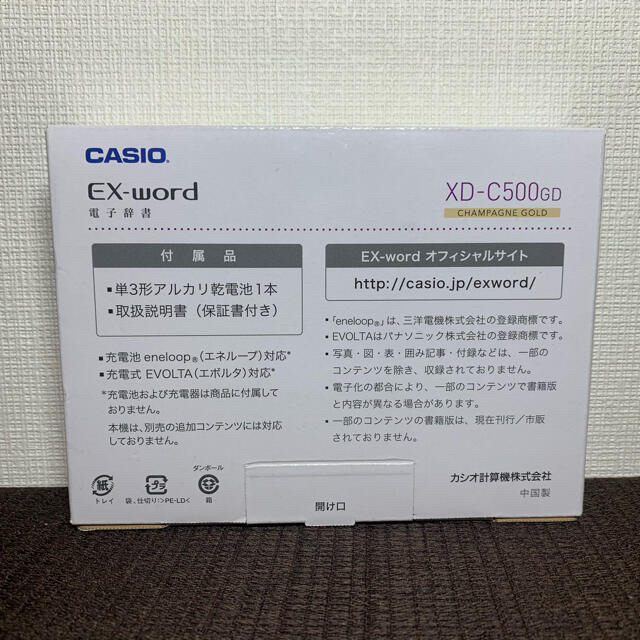 CASIO®
EX-word
電子辞書
XD-C500GD
CHAMPAGNE GOLD
付属品
▪単3形アルカリ乾電池1本
▪取扱説明書（保証書付き）
EX-word オフィシャルサイト
http://casio.jp/exword/
▪充電池 eneloop®（エネループ）対応*
▪充電式 EVOLTA（エボルタ）対応*
*充電池および充電器は商品に付属して
おりません。
本機は、別売の追加コンテンツには対応
しておりません。
▪「eneloop®」は、三洋電機株式会社の登録商標です。
▪EVOLTAはパナソニック株式会社の登録商標です。
▪写真・図・表・囲み記事・付録などは、一部の
コンテンツを除き、収録されておりません。
▪電子化の都合により、一部のコンテンツで書籍版
と内容が異なる場合があります。
▪一部のコンテンツの書籍版は、現在刊行／市販
されておりません。
紙
トレイ
プラ
袋、仕切り:>PE-LD<
ダンボール
箱
開け口
カシオ計算機株式会社
中国製